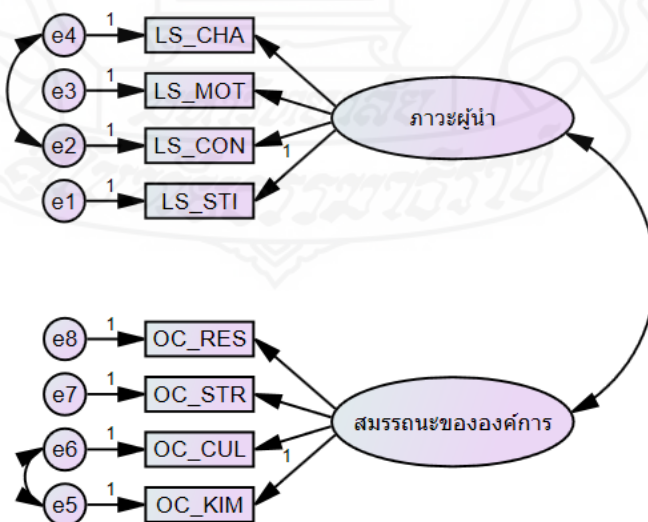 e4 1 LS_CHA
e3 1 LS_MOT
e2 1 LS_CON
e1 1 LS_STI
1
ภาวะผู้นำ
e8 1 OC_RES
e7 1 OC_STR
e6 1 OC_CUL
e5 1 OC_KIM
1
สมรรถนะขององค์การ